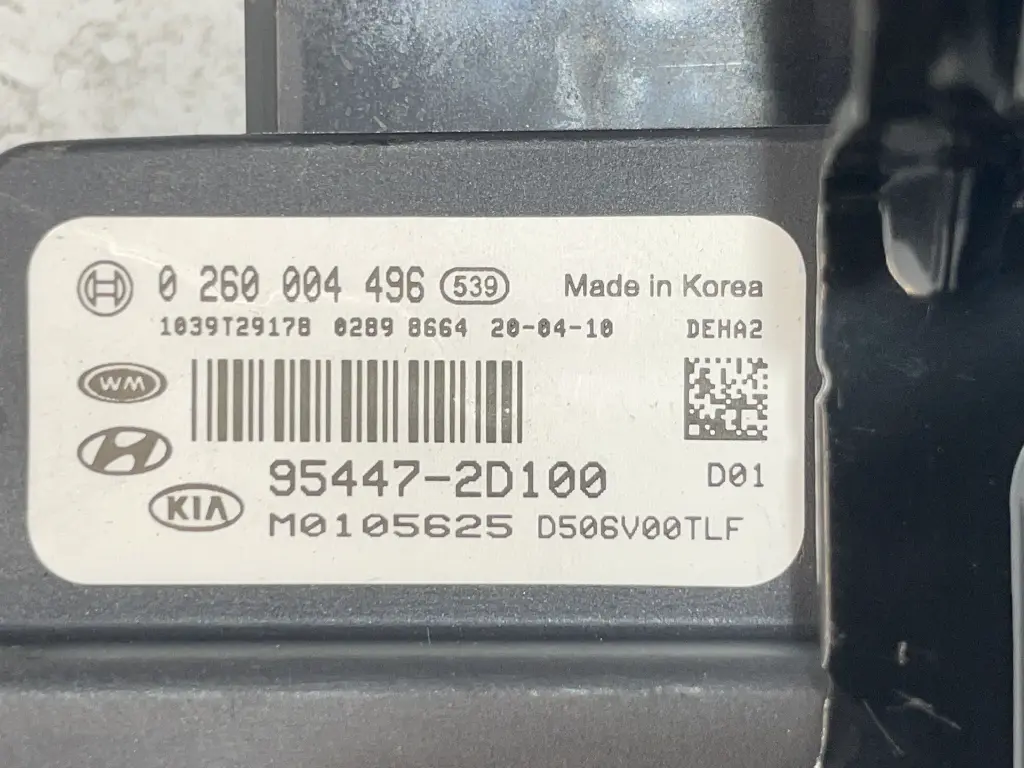 0 260 004 496 539 Made in Korea
1039T29178 0289 8664 20-04-10 DEHA2
WM
95447-2D100 D01
KIA M0105625 D506V00TLF